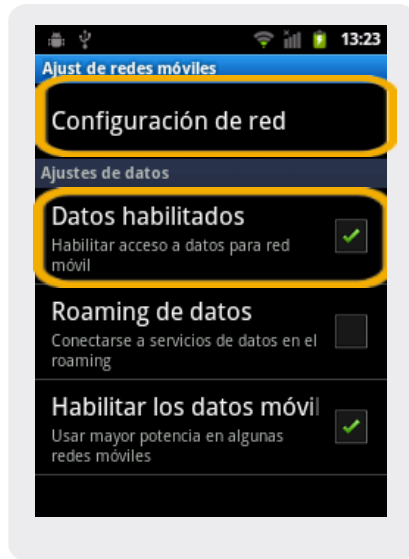 13:23
Ajust de redes móviles
Configuración de red
Ajustes de datos
Datos habilitados
Habilitar acceso a datos para red
móvil
Roaming de datos
Conectarse a servicios de datos en el
roaming
Habilitar los datos móvil
Usar mayor potencia en algunas
redes móviles